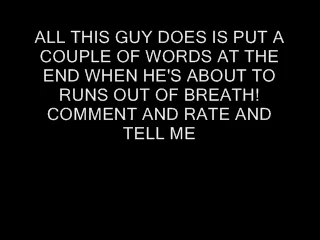 ALL THIS GUY DOES IS PUT A
COUPLE OF WORDS AT THE
END WHEN HE'S ABOUT TO
RUNS OUT OF BREATH!
COMMENT AND RATE AND
TELL ME